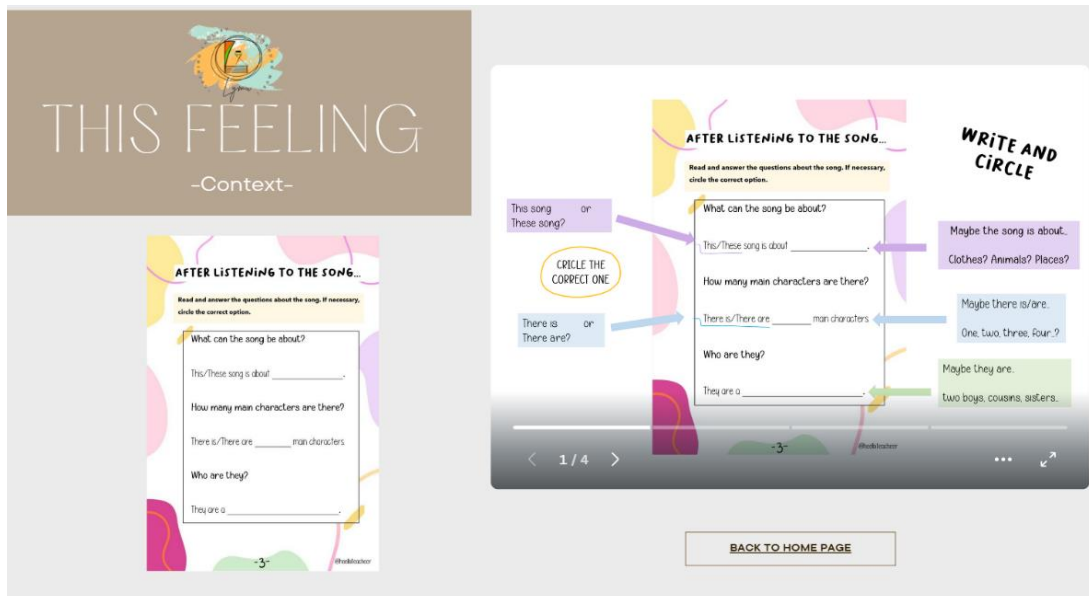 THIS FEELING
-Context-
AFTER LiSTENiNG TO THE SONG...
Read and answer the questions about the song. If necessary,
circle the correct option.
What can the song be about?
This/These song is about ____________.
How many main characters are there?
There is/There are ______ main characters
Who are they?
They are a ____________________.
-3-
AFTER LiSTENiNG TO THE SONG...
Read and answer the questions about the song. If necessary,
circle the correct option.
What can the song be about?
This/These song is about ____________.
How many main characters are there?
There is/There are ______ main characters
Who are they?
They are a ____________________.
-3-
WRiTE AND
CiRCLE
This song or
These song?
CRICLE THE
CORRECT ONE
There is or
There are?
Maybe the song is about..
Clothes? Animals? Places?
Maybe there is/are..
One, two, three, four..?
Maybe they are..
two boys, cousins, sisters..
1 / 4
BACK TO HOME PAGE